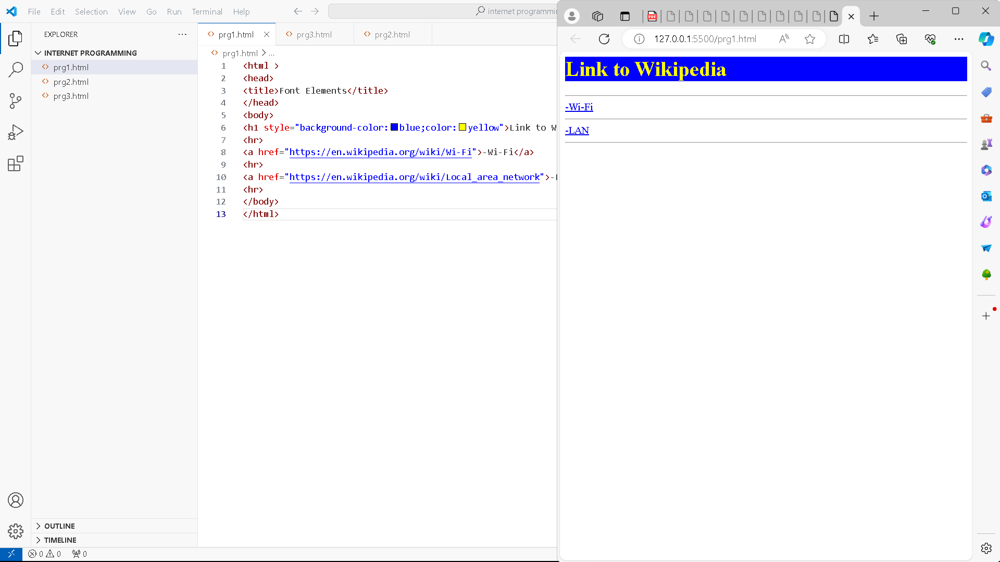 File Edit Selection View Go Run Terminal Help
internet programmi
EXPLORER
INTERNET PROGRAMMING
prg1.html
prg2.html
prg3.html
OUTLINE
TIMELINE
0 0 0
prg1.html prg3.html prg2.html
prg1.html > ...
1 <html >
2 <head>
3 <title>Font Elements</title>
4 </head>
5 <body>
6 <h1 style="background-color:blue;color:yellow">Link to W
7 <hr>
8 <a href="https://en.wikipedia.org/wiki/Wi-Fi">-Wi-Fi</a>
9 <hr>
10 <a href="https://en.wikipedia.org/wiki/Local_area_network">-
11 <hr>
12 </body>
13 </html>
PDF
127.0.0.1:5500/prg1.html
Link to Wikipedia
-Wi-Fi
-LAN